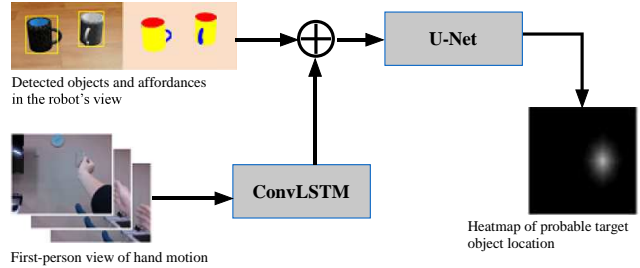 U-Net
Detected objects and affordances
in the robot's view
ConvLSTM
First-person view of hand motion
Heatmap of probable target
object location